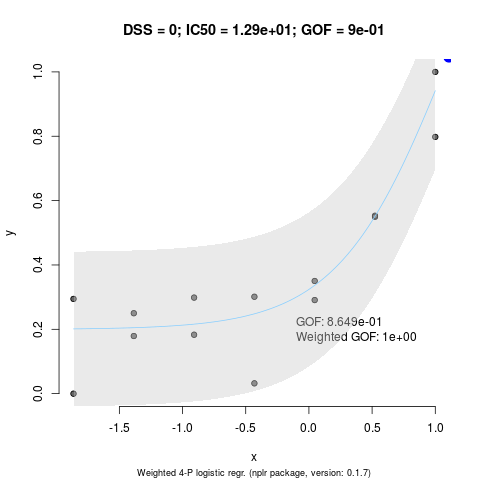 DSS = 0; IC50 = 1.29e+01; GOF = 9e-01
1.0
0.8
0.6
0.4
0.2
0.0
y
GOF: 8.649e-01
Weighted GOF: 1e+00
-1.5
-1.0
-0.5
0.0
0.5
1.0
x
Weighted 4-P logistic regr. (nplr package, version: 0.1.7)